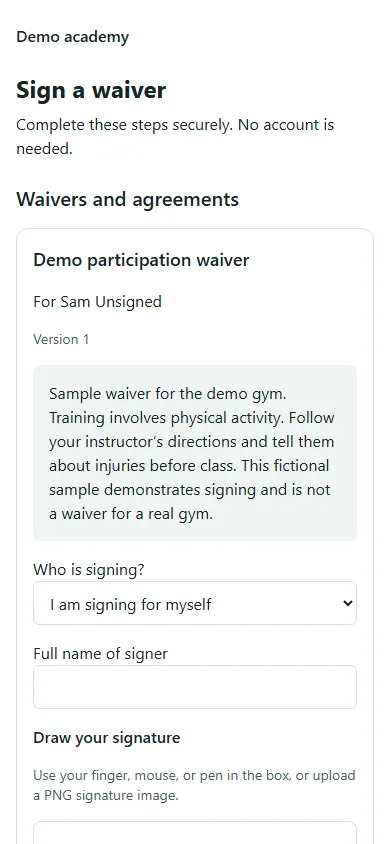 Demo academy
Sign a waiver
Complete these steps securely. No account is
needed.
Waivers and agreements
Demo participation waiver
For Sam Unsigned
Version 1
Sample waiver for the demo gym.
Training involves physical activity. Follow
your instructor’s directions and tell them
about injuries before class. This fictional
sample demonstrates signing and is not
a waiver for a real gym.
Who is signing?
I am signing for myself
Full name of signer
Draw your signature
Use your finger, mouse, or pen in the box, or upload
a PNG signature image.